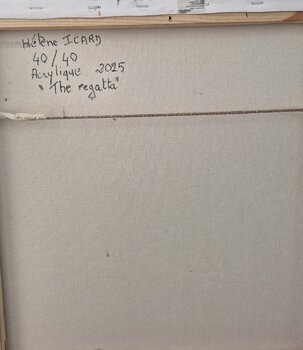 Hélène ICARD
40/40
Acrylique 2025
"The regatta"